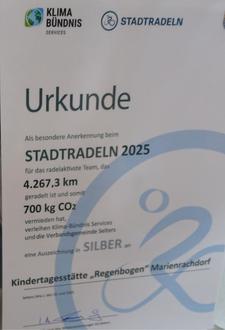 KLIMA
BÜNDNIS
SERVICES
STADTRADELN
Urkunde
Als besondere Anerkennung beim
STADTRADELN 2025
für das radelaktivste Team, das
4.267,3 km
geradelt ist und somit
700 kg CO2
vermieden hat,
verleihen Klima-Bündnis Services
und die Verbandsgemeinde Selters
eine Auszeichnung in SILBER an
Kindertagesstätte „Regenbogen“ Marienrachdorf